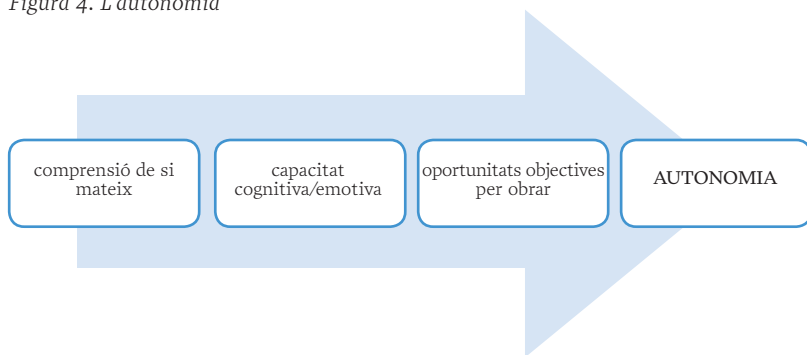 Figura 4. L'autonomia
comprensió de si
mateix
capacitat
cognitiva/emotiva
oportunitats objectives
per obrar
AUTONOMIA